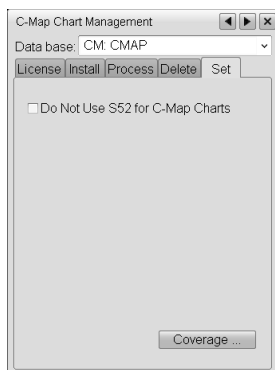 C-Map Chart Management
Data base: CM: CMAP
License Install Process Delete Set
Do Not Use S52 for C-Map Charts
Coverage ...